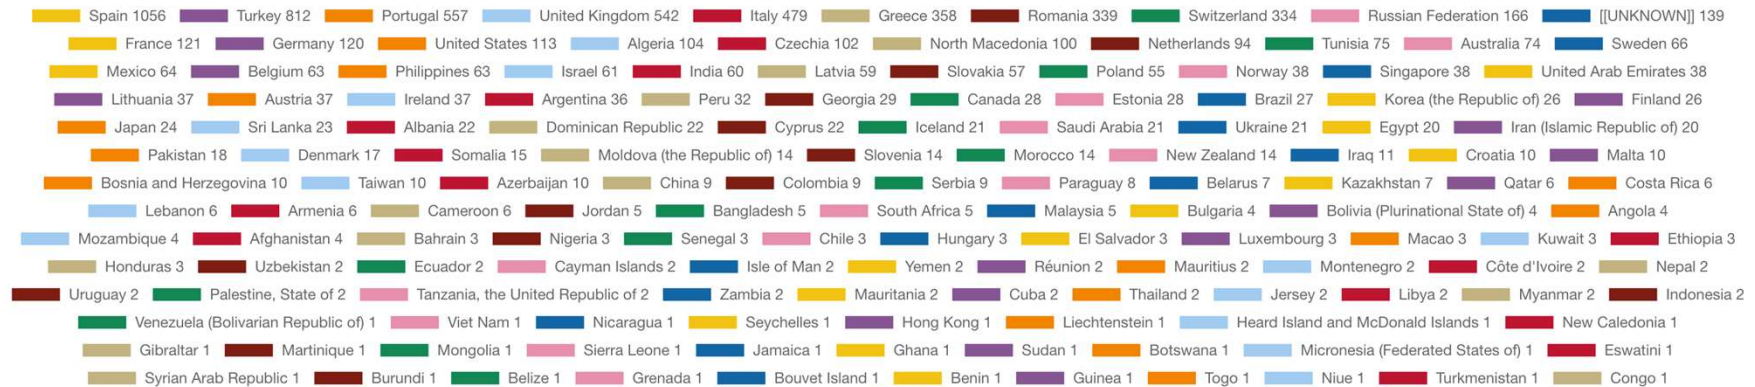 Spain 1056 Turkey 812 Portugal 557 United Kingdom 542 Italy 479 Greece 358 Romania 339 Switzerland 334 Russian Federation 166 [[UNKNOWN]] 139
France 121 Germany 120 United States 113 Algeria 104 Czechia 102 North Macedonia 100 Netherlands 94 Tunisia 75 Australia 74 Sweden 66
Mexico 64 Belgium 63 Philippines 63 Israel 61 India 60 Latvia 59 Slovakia 57 Poland 55 Norway 38 Singapore 38 United Arab Emirates 38
Lithuania 37 Austria 37 Ireland 37 Argentina 36 Peru 32 Georgia 29 Canada 28 Estonia 28 Brazil 27 Korea (the Republic of) 26 Finland 26
Japan 24 Sri Lanka 23 Albania 22 Dominican Republic 22 Cyprus 22 Iceland 21 Saudi Arabia 21 Ukraine 21 Egypt 20 Iran (Islamic Republic of) 20
Pakistan 18 Denmark 17 Somalia 15 Moldova (the Republic of) 14 Slovenia 14 Morocco 14 New Zealand 14 Iraq 11 Croatia 10 Malta 10
Bosnia and Herzegovina 10 Taiwan 10 Azerbaijan 10 China 9 Colombia 9 Serbia 9 Paraguay 8 Belarus 7 Kazakhstan 7 Qatar 6 Costa Rica 6
Lebanon 6 Armenia 6 Cameroon 6 Jordan 5 Bangladesh 5 South Africa 5 Malaysia 5 Bulgaria 4 Bolivia (Plurinational State of) 4 Angola 4
Mozambique 4 Afghanistan 4 Bahrain 3 Nigeria 3 Senegal 3 Chile 3 Hungary 3 El Salvador 3 Luxembourg 3 Macao 3 Kuwait 3 Ethiopia 3
Honduras 3 Uzbekistan 2 Ecuador 2 Cayman Islands 2 Isle of Man 2 Yemen 2 Réunion 2 Mauritius 2 Montenegro 2 Côte d'Ivoire 2 Nepal 2
Uruguay 2 Palestine, State of 2 Tanzania, the United Republic of 2 Zambia 2 Mauritania 2 Cuba 2 Thailand 2 Jersey 2 Libya 2 Myanmar 2 Indonesia 2
Venezuela (Bolivarian Republic of) 1 Viet Nam 1 Nicaragua 1 Seychelles 1 Hong Kong 1 Liechtenstein 1 Heard Island and McDonald Islands 1 New Caledonia 1
Gibraltar 1 Martinique 1 Mongolia 1 Sierra Leone 1 Jamaica 1 Ghana 1 Sudan 1 Botswana 1 Micronesia (Federated States of) 1 Eswatini 1
Syrian Arab Republic 1 Burundi 1 Belize 1 Grenada 1 Bouvet Island 1 Benin 1 Guinea 1 Togo 1 Niue 1 Turkmenistan 1 Congo 1